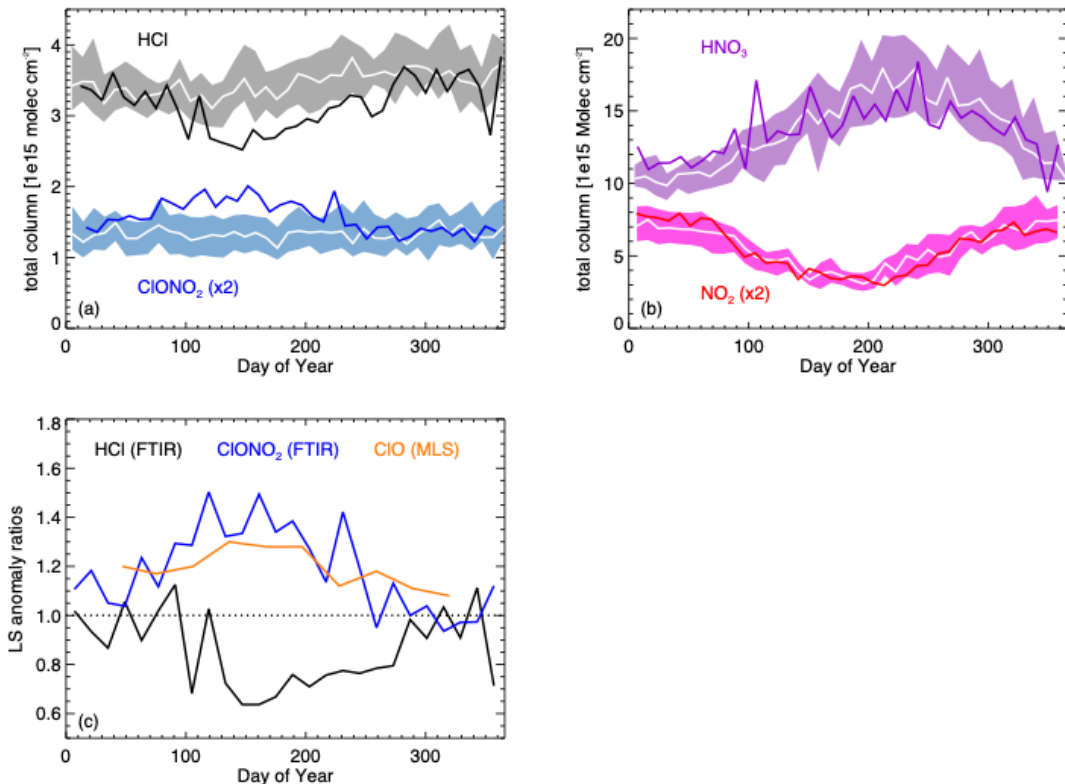 total column [1e15 molec cm⁻²]
4
3
2
1
0
HCl
ClONO₂ (x2)
(a)
0 100 200 300
Day of Year
total column [1e15 Molec cm⁻²]
20
15
10
5
0
HNO₃
NO₂ (x2)
(b)
0 100 200 300
Day of Year
LS anomaly ratios
1.8
1.6
1.4
1.2
1.0
0.8
0.6
HCl (FTIR) ClONO₂ (FTIR) ClO (MLS)
(c)
0 100 200 300
Day of Year